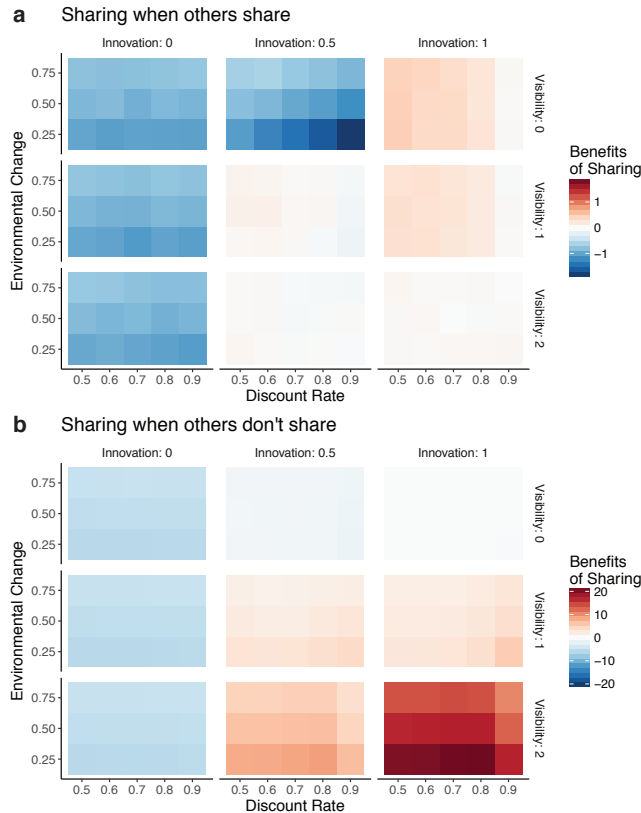 a Sharing when others share
Innovation: 0 Innovation: 0.5 Innovation: 1
0.75
0.50
0.25
Visibility: 0
0.75
0.50
0.25
Visibility: 1
0.75
0.50
0.25
Visibility: 2
Environmental Change
0.5 0.6 0.7 0.8 0.9 0.5 0.6 0.7 0.8 0.9 0.5 0.6 0.7 0.8 0.9
Discount Rate
Benefits
of Sharing
1
0
−1
b Sharing when others don't share
Innovation: 0 Innovation: 0.5 Innovation: 1
0.75
0.50
0.25
Visibility: 0
0.75
0.50
0.25
Visibility: 1
0.75
0.50
0.25
Visibility: 2
Environmental Change
0.5 0.6 0.7 0.8 0.9 0.5 0.6 0.7 0.8 0.9 0.5 0.6 0.7 0.8 0.9
Discount Rate
Benefits
of Sharing
20
10
0
−10
−20